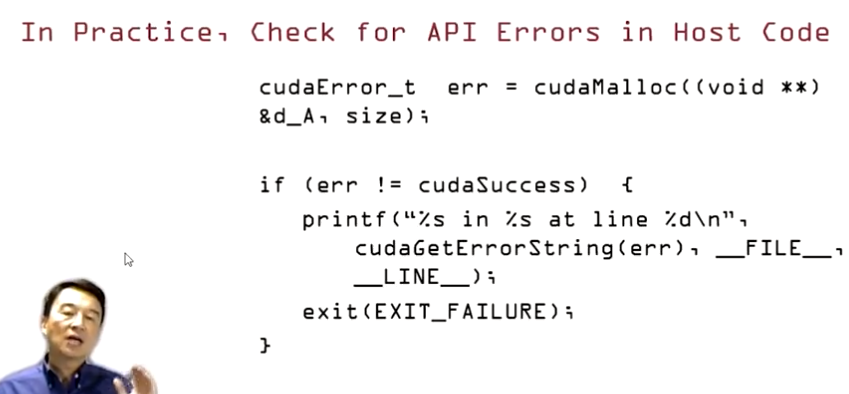 In Practice, Check for API Errors in Host Code
cudaError_t err = cudaMalloc((void **)
&d_A, size);
if (err != cudaSuccess) {
printf(“%s in %s at line %d\n”,
cudaGetErrorString(err), __FILE__,
__LINE__);
exit(EXIT_FAILURE);
}